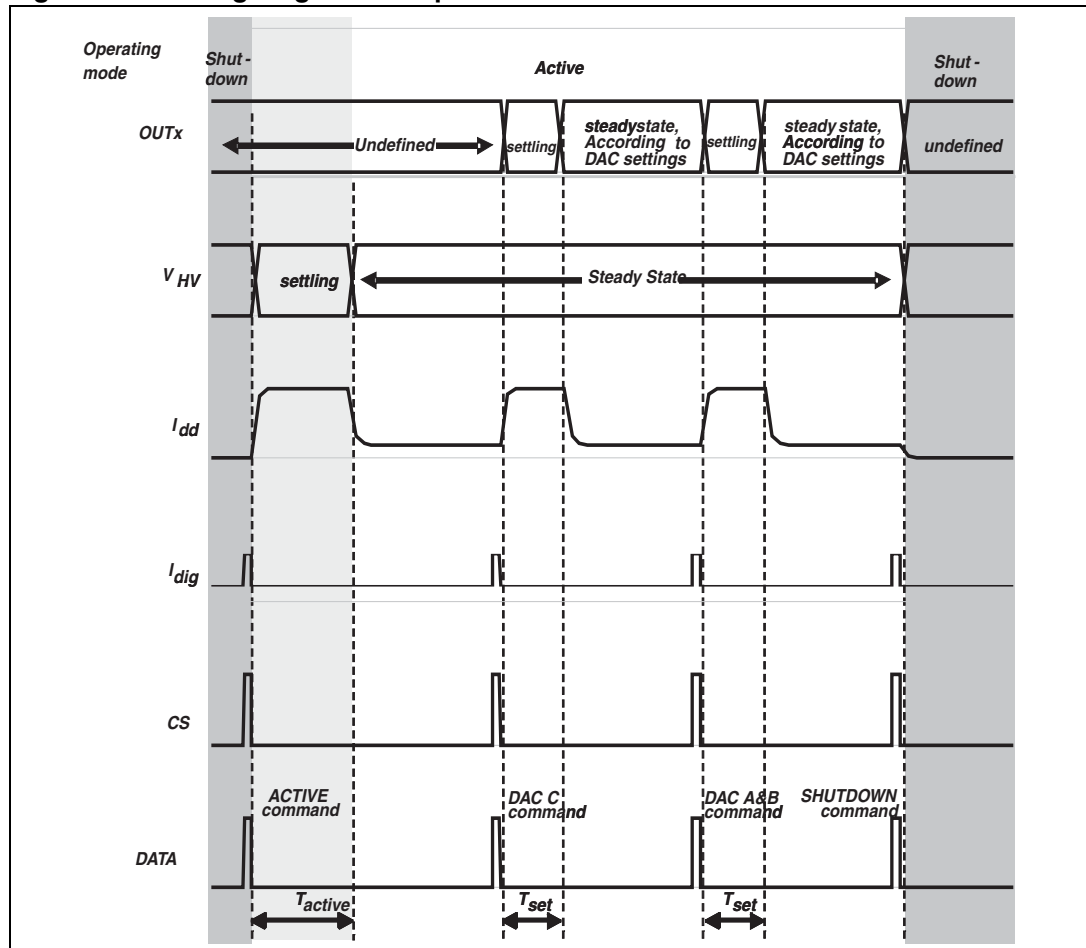 Operating
mode
Shut -
down
Active
Shut -
down
OUTx
Undefined
settling
steadystate,
According to
DAC settings
settling
steady state,
According to
DAC settings
undefined
V HV
settling
Steady State
I dd
I dig
CS
ACTIVE
command
DAC C
command
DAC A&B
command
SHUTDOWN
command
DATA
T active
T set
T set